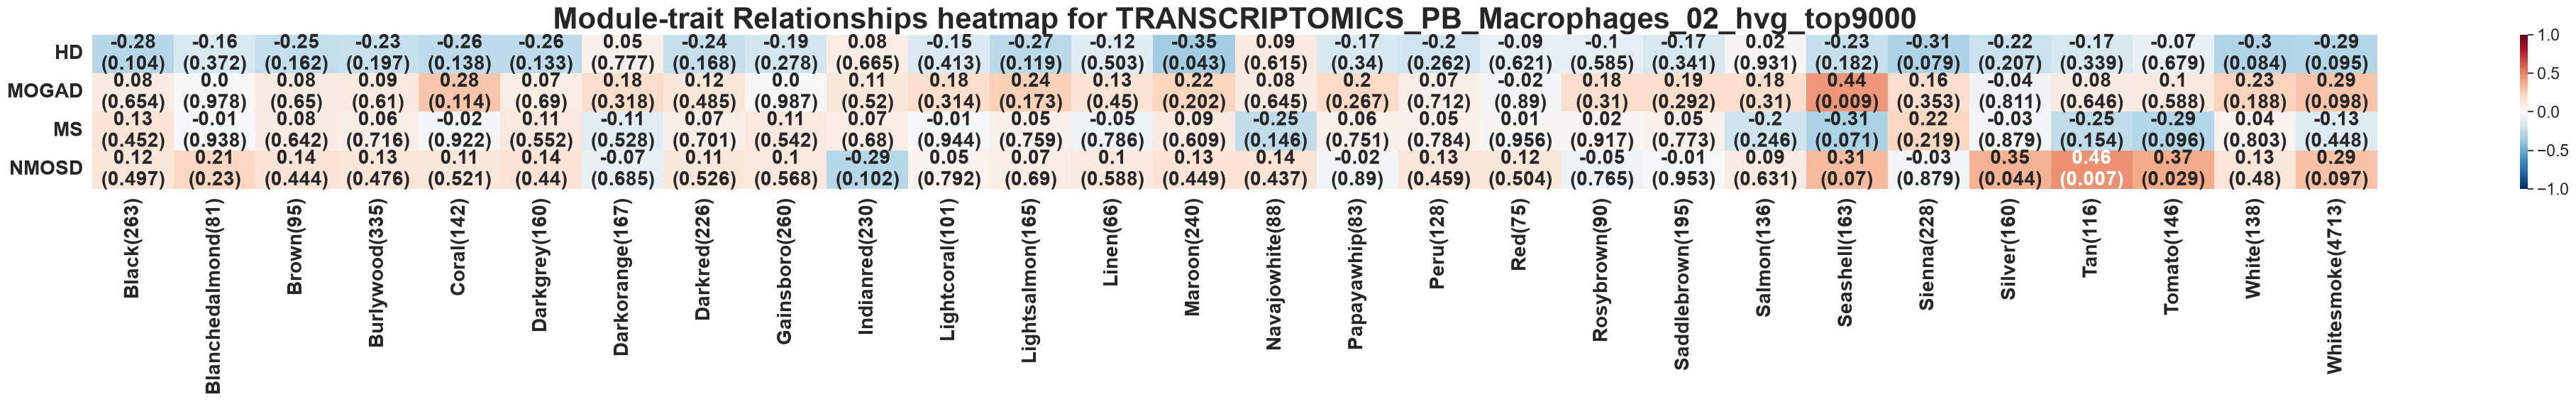 Module-trait Relationships heatmap for TRANSCRIPTOMICS_PB_Macrophages_02_hvg_top9000
HD
-0.28 -0.16 -0.25 -0.23 -0.26 -0.26 0.05 -0.24 -0.19 0.08 -0.15 -0.27 -0.12 -0.35 0.09 -0.17 -0.2 -0.09 -0.1 -0.17 0.02 -0.23 -0.31 -0.22 -0.17 -0.07 -0.3 -0.29
(0.104) (0.372) (0.162) (0.197) (0.138) (0.133) (0.777) (0.168) (0.278) (0.665) (0.413) (0.119) (0.503) (0.043) (0.615) (0.34) (0.262) (0.621) (0.585) (0.341) (0.931) (0.182) (0.079) (0.207) (0.339) (0.679) (0.084) (0.095)
MOGAD
0.08 0.0 0.08 0.09 0.28 0.07 0.18 0.12 0.0 0.11 0.18 0.24 0.13 0.22 0.08 0.2 0.07 -0.02 0.18 0.19 0.18 0.44 0.16 -0.04 0.08 0.1 0.23 0.29
(0.654) (0.978) (0.65) (0.61) (0.114) (0.69) (0.318) (0.485) (0.987) (0.52) (0.314) (0.173) (0.45) (0.202) (0.645) (0.267) (0.712) (0.89) (0.31) (0.292) (0.31) (0.009) (0.353) (0.811) (0.646) (0.588) (0.188) (0.098)
MS
0.13 -0.01 0.08 0.06 -0.02 0.11 -0.11 0.07 0.11 0.07 -0.01 0.05 -0.05 0.09 -0.25 0.06 0.05 0.01 0.02 0.05 -0.2 -0.31 0.22 -0.03 -0.25 -0.29 0.04 -0.13
(0.452) (0.938) (0.642) (0.716) (0.922) (0.552) (0.528) (0.701) (0.542) (0.68) (0.944) (0.759) (0.786) (0.609) (0.146) (0.751) (0.784) (0.956) (0.917) (0.773) (0.246) (0.071) (0.219) (0.879) (0.154) (0.096) (0.803) (0.448)
NMOSD
0.12 0.21 0.14 0.13 0.11 0.14 -0.07 0.11 0.1 -0.29 0.05 0.07 0.1 0.13 0.14 -0.02 0.13 0.12 -0.05 -0.01 0.09 0.31 -0.03 0.35 0.46 0.37 0.13 0.29
(0.497) (0.23) (0.444) (0.476) (0.521) (0.44) (0.685) (0.526) (0.568) (0.102) (0.792) (0.69) (0.588) (0.449) (0.437) (0.89) (0.459) (0.504) (0.765) (0.953) (0.631) (0.07) (0.879) (0.044) (0.007) (0.029) (0.48) (0.097)
Black(263)
Blanchedalmond(81)
Brown(95)
Burlywood(335)
Coral(142)
Darkgrey(160)
Darkorange(167)
Darkred(226)
Gainsboro(260)
Indianred(230)
Lightcoral(101)
Lightsalmon(165)
Linen(66)
Maroon(240)
Navajowhite(88)
Papayawhip(83)
Peru(128)
Red(75)
Rosybrown(90)
Saddlebrown(195)
Salmon(136)
Seashell(163)
Sienna(228)
Silver(160)
Tan(116)
Tomato(146)
White(138)
Whitesmoke(4713)
1.0
0.5
0.0
−0.5
−1.0